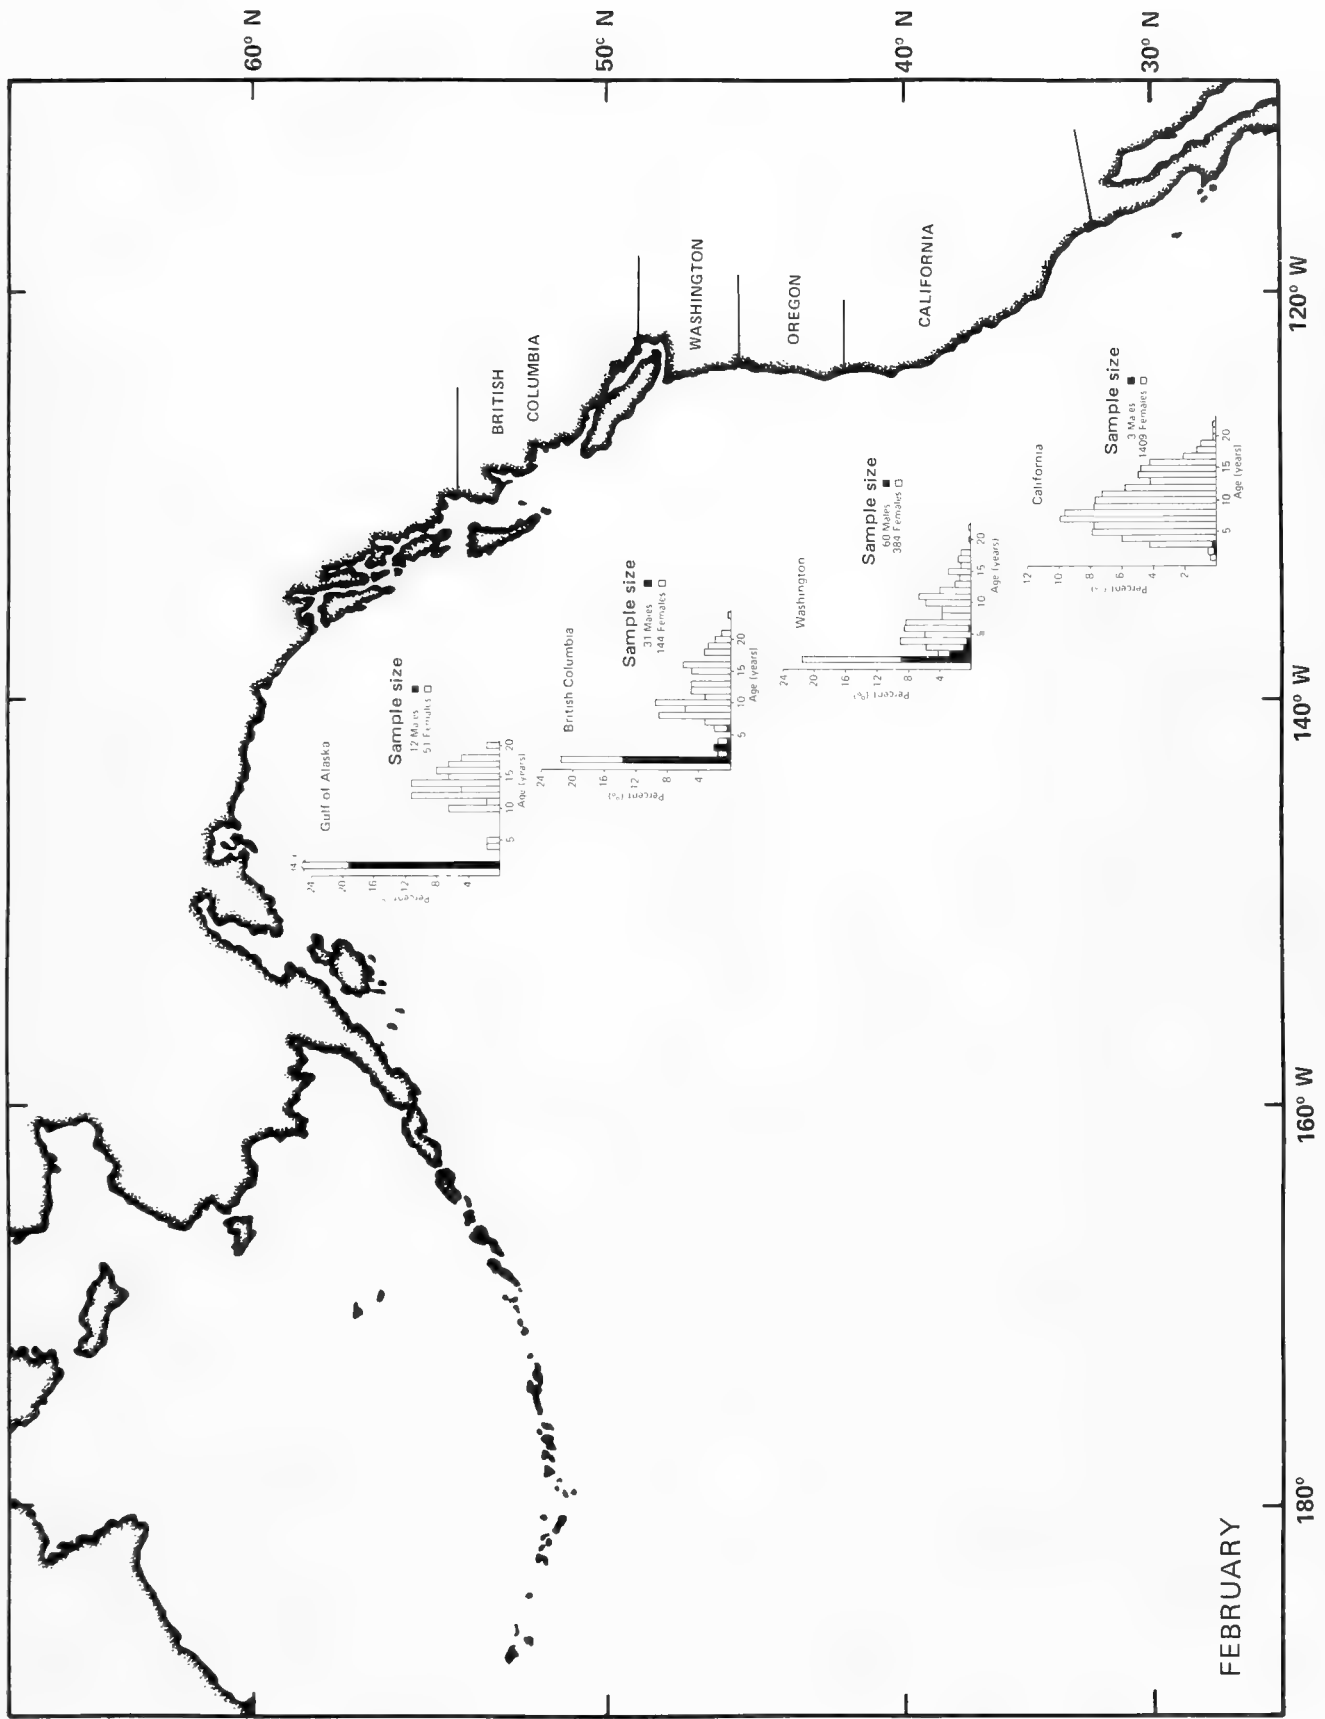 60° N
50° N
40° N
30° N
120° W
140° W
160° W
180°
FEBRUARY
BRITISH
COLUMBIA
WASHINGTON
OREGON
CALIFORNIA
Gulf of Alaska
Sample size
12 Males
51 Females
24
20
16
12
8
4
5
10
15
20
Age (years)
British Columbia
Sample size
31 Males
144 Females
Percent (%)
24
20
16
12
8
4
5
10
15
20
Age (years)
Washington
Sample size
60 Males
384 Females
Percent (%)
24
20
16
12
8
4
5
10
15
20
Age (years)
California
Sample size
3 Males
1409 Females
12
10
8
6
4
2
5
10
15
20
Age (years)